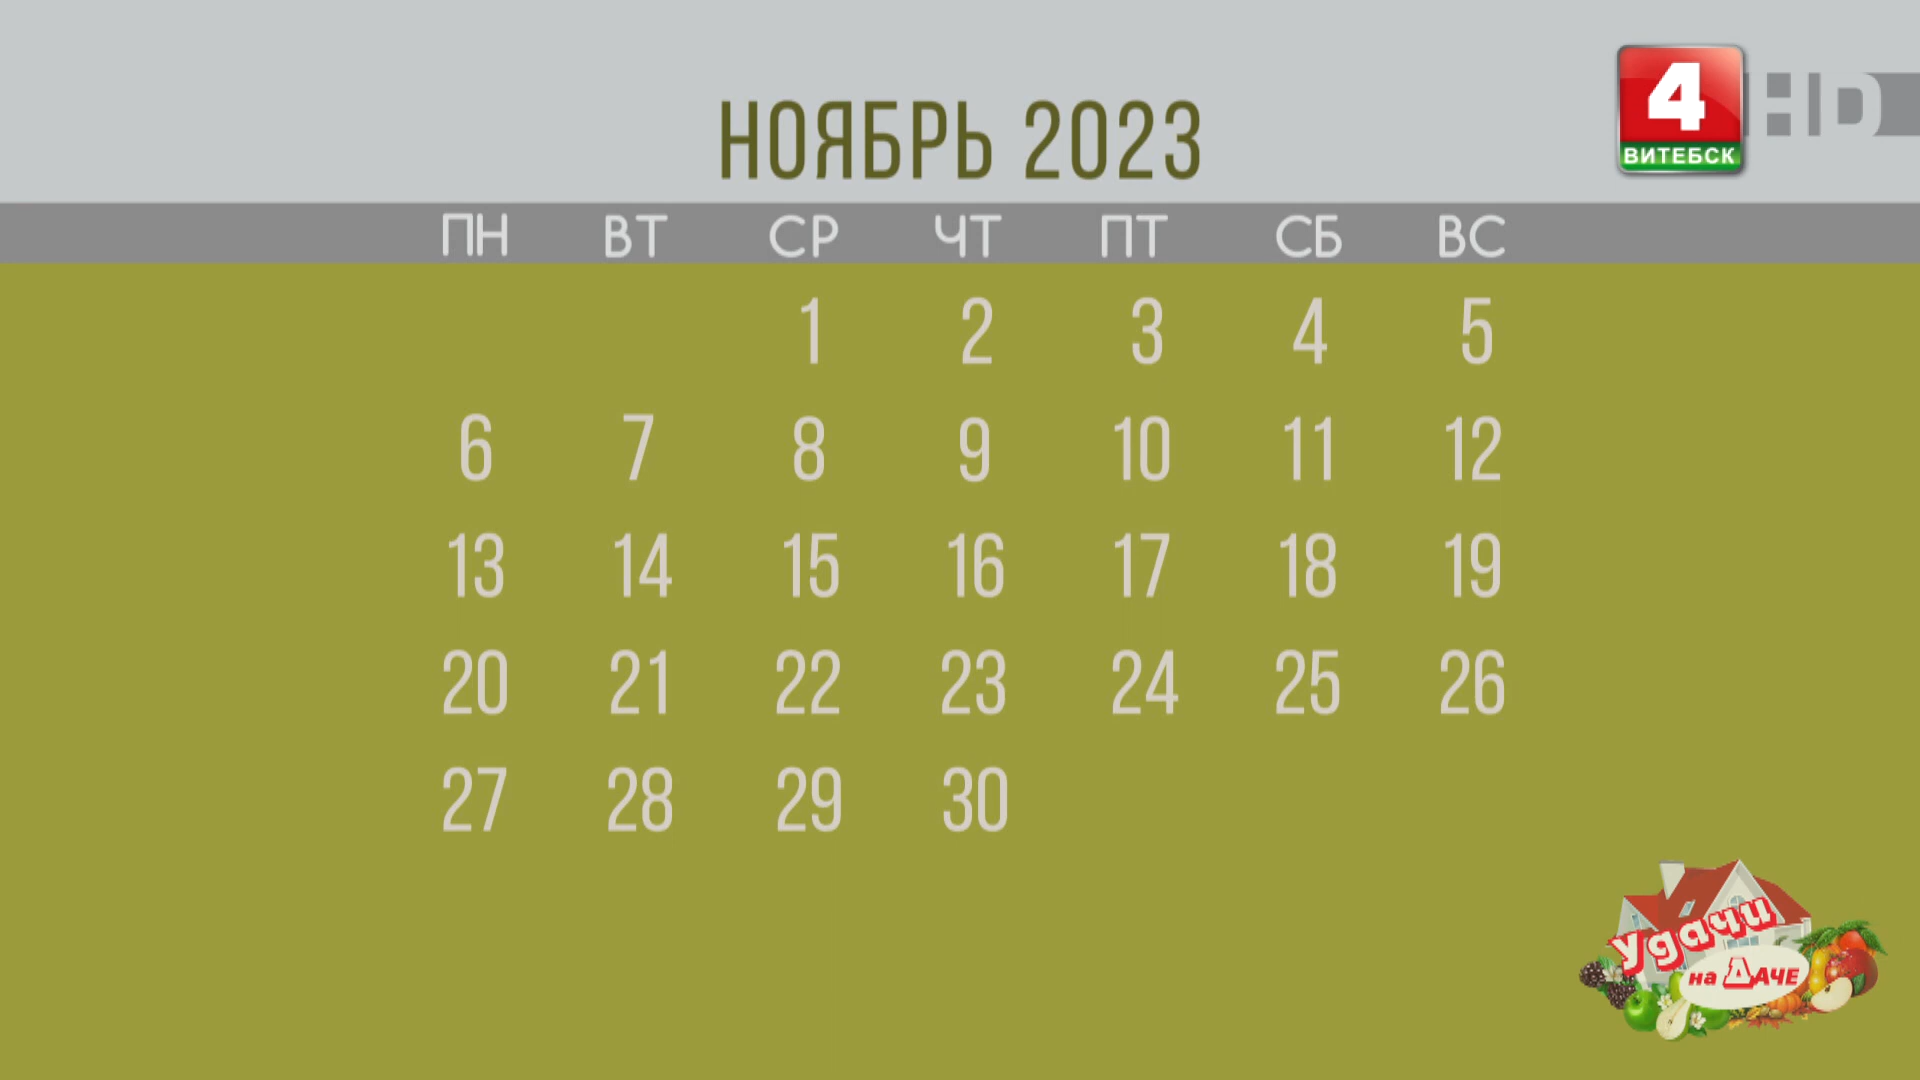 НОЯБРЬ 2023
4 HD
ВИТЕБСК
ПН ВТ СР ЧТ ПТ СБ ВС
1 2 3 4 5
6 7 8 9 10 11 12
13 14 15 16 17 18 19
20 21 22 23 24 25 26
27 28 29 30
Удачи
на ДАЧЕ